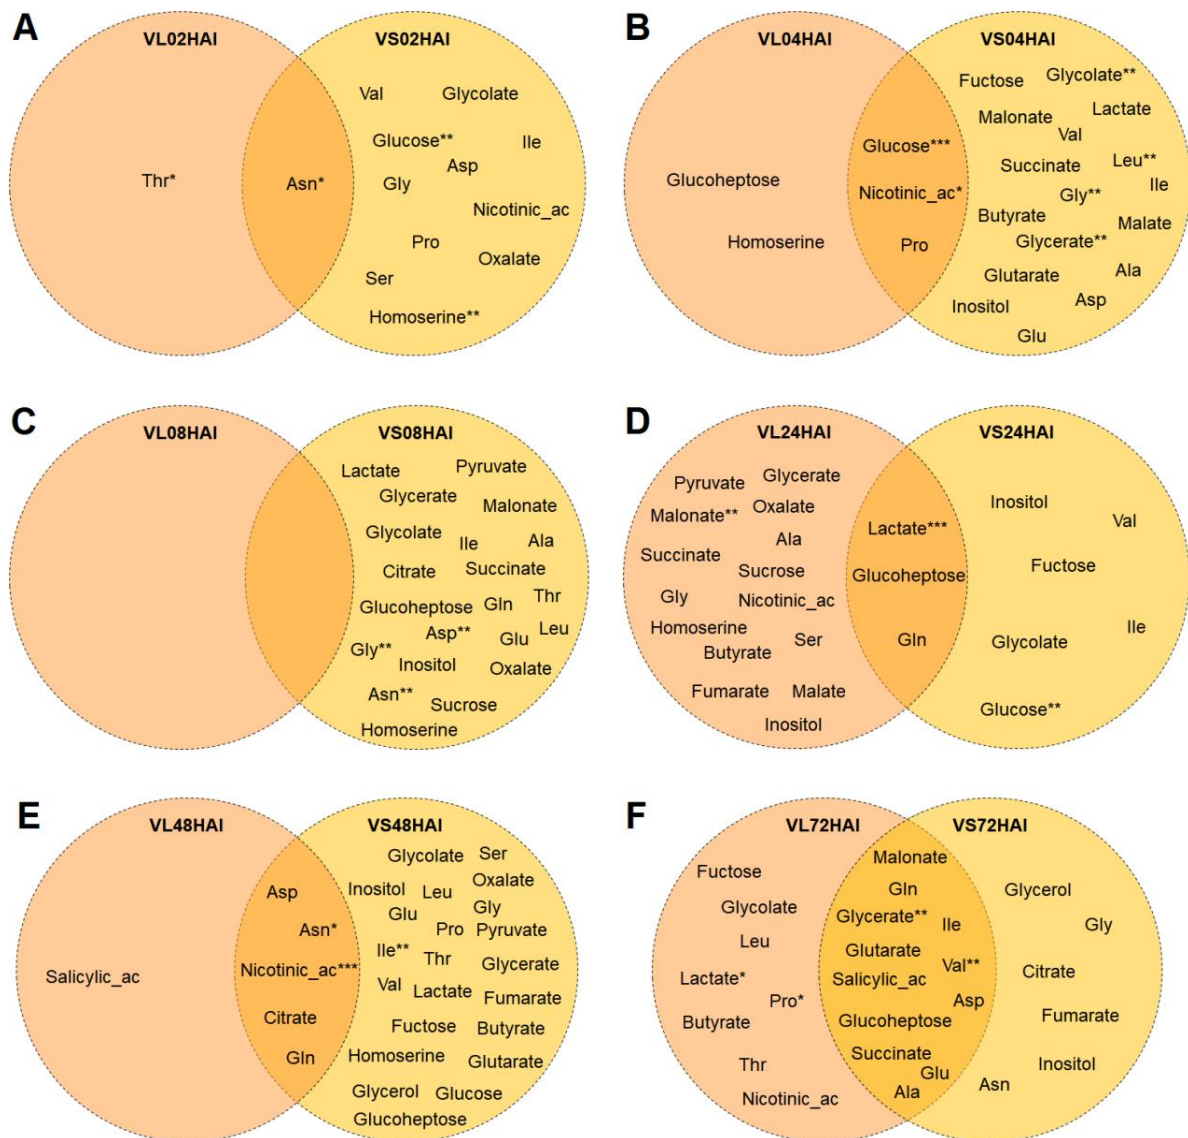 A
VL02HAI
VS02HAI
Val
Glycolate
Glucose**
Ile
Asp
Thr*
Asn*
Gly
Nicotinic_ac
Pro
Oxalate
Ser
Homoserine**
B
VL04HAI
VS04HAI
Fuctose
Glycolate**
Malonate
Lactate
Val
Glucose***
Succinate
Leu**
Glucoheptose
Nicotinic_ac*
Gly**
Ile
Butyrate
Malate
Homoserine
Pro
Glycerate**
Glutarate
Ala
Inositol
Asp
Glu
C
VL08HAI
VS08HAI
Lactate
Pyruvate
Glycerate
Malonate
Glycolate
Ile
Ala
Citrate
Succinate
Glucoheptose
Gln
Thr
Asp**
Glu
Leu
Gly**
Inositol
Oxalate
Asn**
Sucrose
Homoserine
D
VL24HAI
VS24HAI
Pyruvate
Glycerate
Malonate**
Oxalate
Inositol
Lactate***
Val
Ala
Succinate
Sucrose
Glucoheptose
Fuctose
Gly
Nicotinic_ac
Homoserine
Ser
Gln
Glycolate
Ile
Butyrate
Fumarate
Malate
Glucose**
Inositol
E
VL48HAI
VS48HAI
Glycolate
Ser
Asp
Inositol
Leu
Oxalate
Glu
Gly
Asn*
Pro
Pyruvate
Ile**
Thr
Salicylic_ac
Nicotinic_ac***
Glycerate
Val
Lactate
Fumarate
Citrate
Fuctose
Butyrate
Gln
Homoserine
Glutarate
Glycerol
Glucose
Glucoheptose
F
VL72HAI
VS72HAI
Malonate
Fuctose
Gln
Glycerol
Glycolate
Glycerate**
Ile
Gly
Leu
Glutarate
Lactate*
Salicylic_ac
Val**
Citrate
Pro*
Asp
Butyrate
Glucoheptose
Fumarate
Succinate
Thr
Glu
Inositol
Nicotinic_ac
Ala
Asn